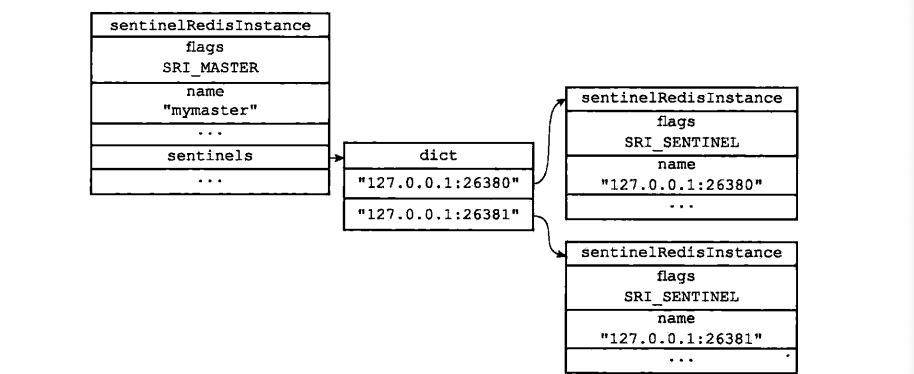 sentinelRedisInstance
flags
SRI_MASTER
name
"mymaster"
...
sentinels
...
dict
"127.0.0.1:26380"
"127.0.0.1:26381"
sentinelRedisInstance
flags
SRI_SENTINEL
name
"127.0.0.1:26380"
...
sentinelRedisInstance
flags
SRI_SENTINEL
name
"127.0.0.1:26381"
...